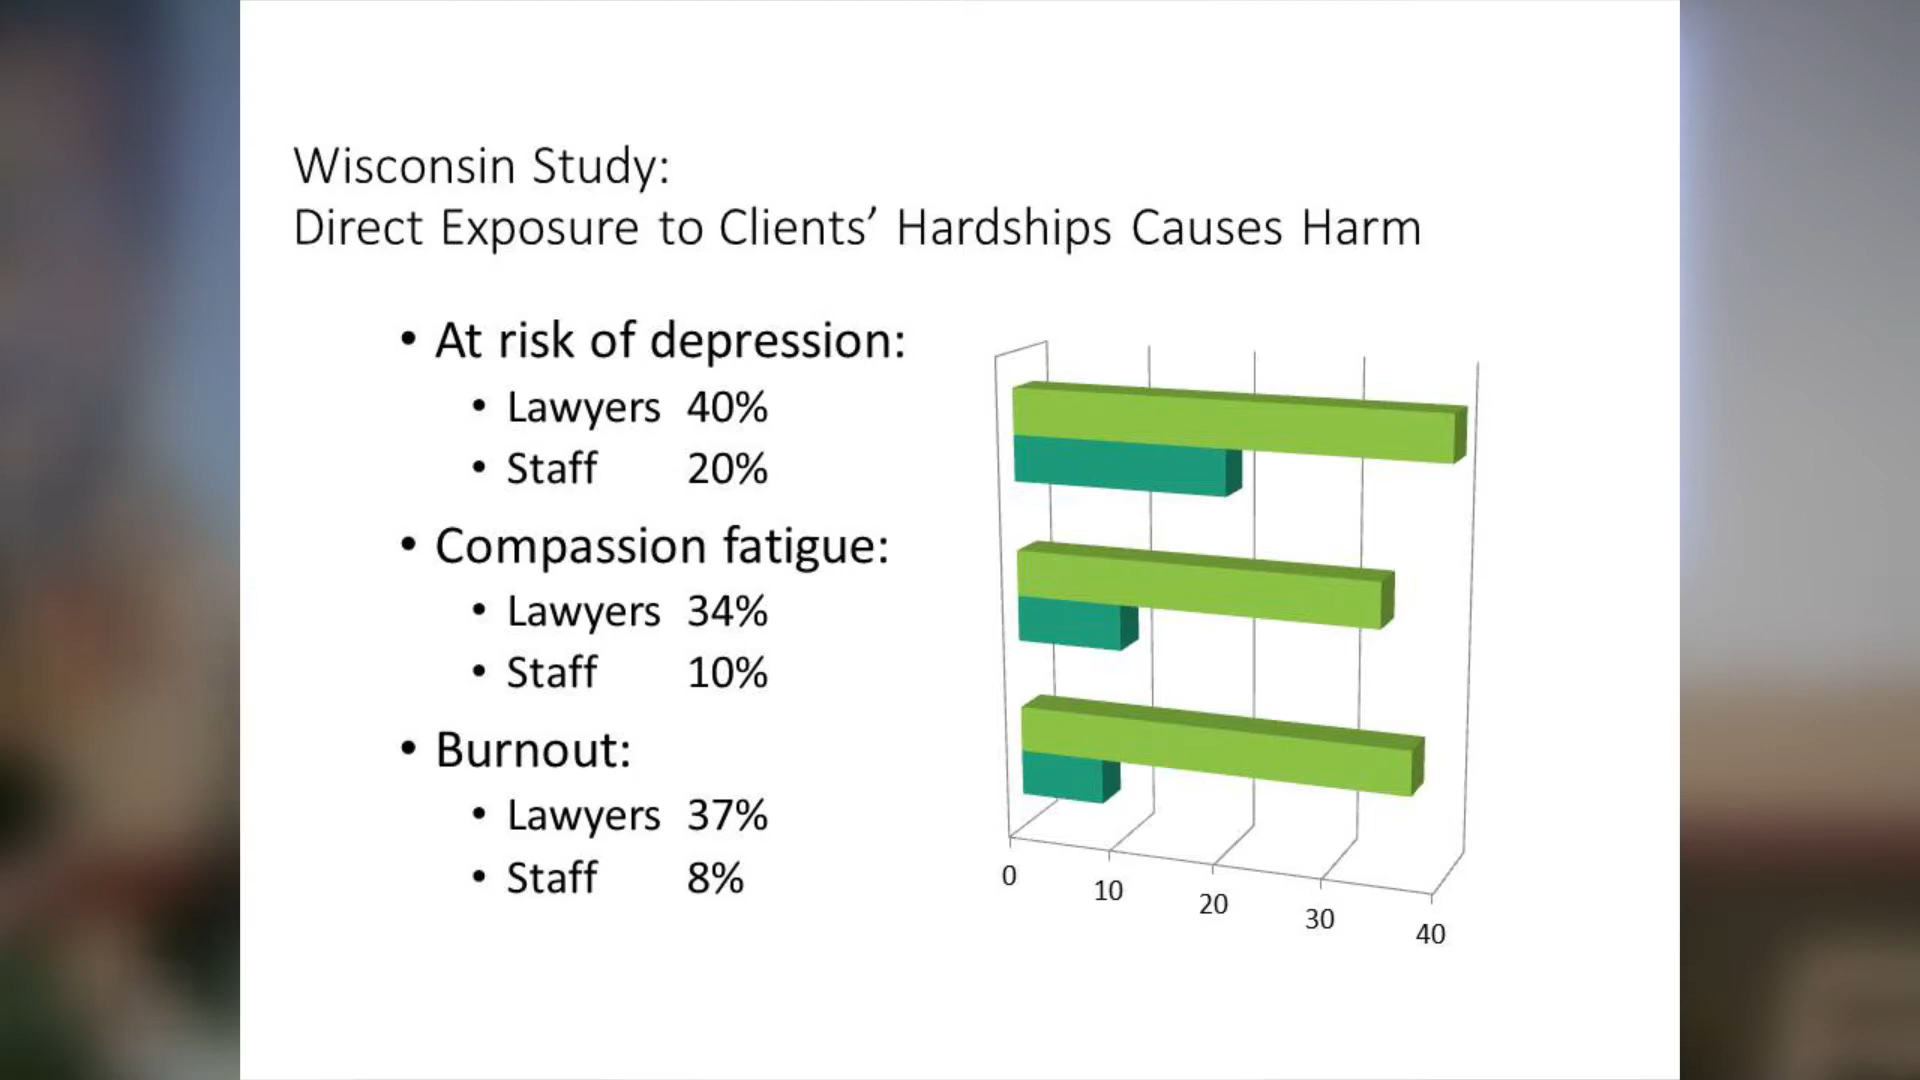 Wisconsin Study:
Direct Exposure to Clients’ Hardships Causes Harm
• At risk of depression:
• Lawyers 40%
• Staff 20%
• Compassion fatigue:
• Lawyers 34%
• Staff 10%
• Burnout:
• Lawyers 37%
• Staff 8%
0
10
20
30
40